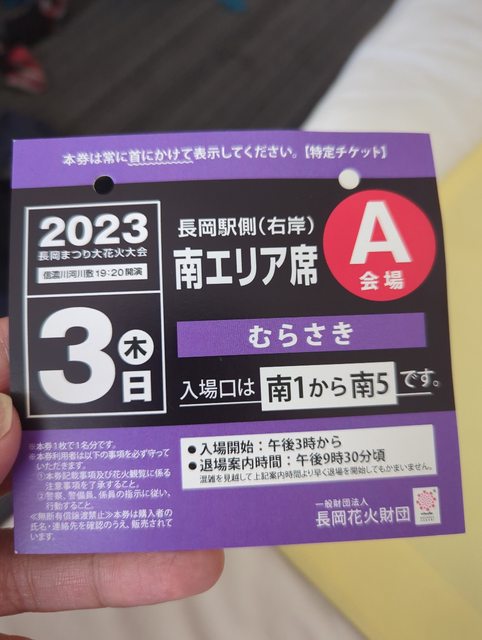 本券は常に首にかけて表示してください。【特定チケット】
2023
長岡まつり大花火大会
信濃川河川敷 19:20開演
3
木
日
長岡駅側（右岸）
南エリア席
A
会場
むらさき
入場口は 南1から南5 です。
※本券1枚で1名分です。
※本券利用者は以下の事項を必ず守って
いただきます。
①本券記載事項及び花火観覧に係る
注意事項を了承すること。
②警察、警備員、係員の指示に従い、
行動すること。
≪無断有償譲渡禁止≫本券は購入者の
氏名・連絡先を確認のうえ、販売されて
います。
●入場開始：午後3時から
●退場案内時間：午後9時30分頃
混雑を見越して上記案内時間より早く退場を開始してもかまいません。
一般財団法人
長岡花火財団